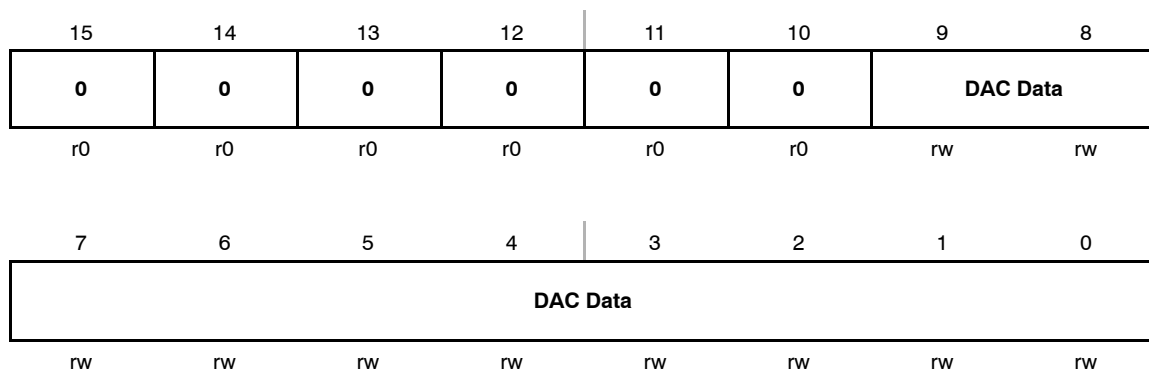 15 14 13 12 11 10 9 8
0 0 0 0 0 0 DAC Data
r0 r0 r0 r0 r0 r0 rw rw
7 6 5 4 3 2 1 0
DAC Data
rw rw rw rw rw rw rw rw